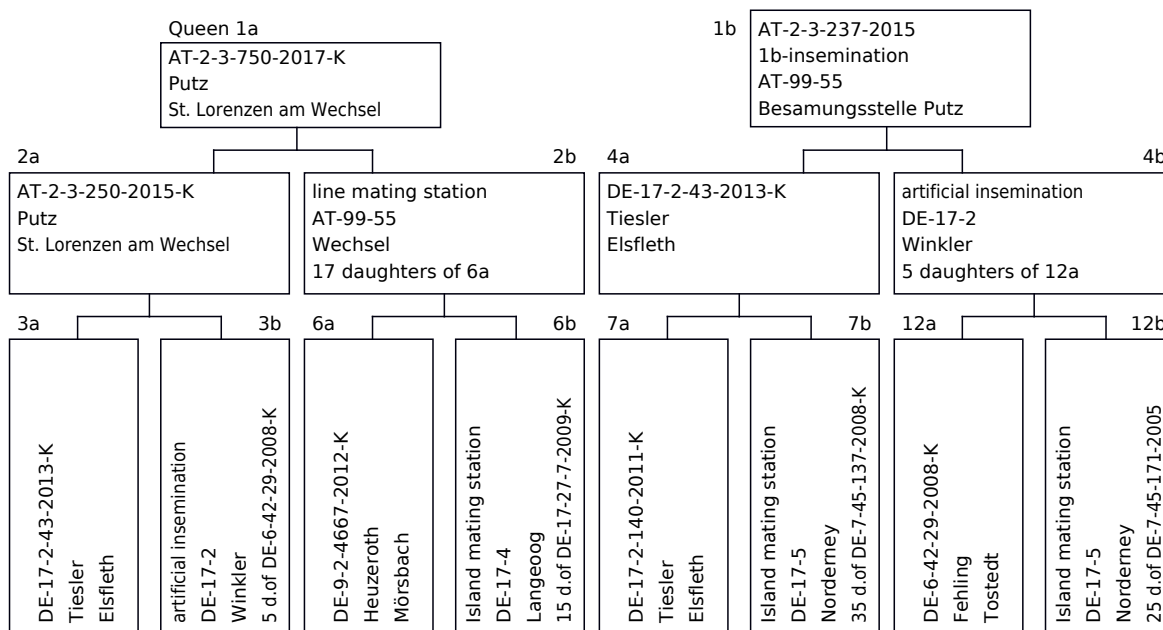 Queen 1a
AT-2-3-750-2017-K
Putz
St. Lorenzen am Wechsel
1b
AT-2-3-237-2015
1b-insemination
AT-99-55
Besamungsstelle Putz
2a
AT-2-3-250-2015-K
Putz
St. Lorenzen am Wechsel
2b
line mating station
AT-99-55
Wechsel
17 daughters of 6a
4a
DE-17-2-43-2013-K
Tiesler
Elsfleth
4b
artificial insemination
DE-17-2
Winkler
5 daughters of 12a
3a
DE-17-2-43-2013-K
Tiesler
Elsfleth
3b
artificial insemination
DE-17-2
Winkler
5 d.of DE-6-42-29-2008-K
6a
DE-9-2-4667-2012-K
Heuzeroth
Mörsbach
6b
Island mating station
DE-17-4
Langeoog
15 d.of DE-17-27-7-2009-K
7a
DE-17-2-140-2011-K
Tiesler
Elsfleth
7b
Island mating station
DE-17-5
Norderney
35 d.of DE-7-45-137-2008-K
12a
DE-6-42-29-2008-K
Fehling
Tostedt
12b
Island mating station
DE-17-5
Norderney
25 d.of DE-7-45-171-2005